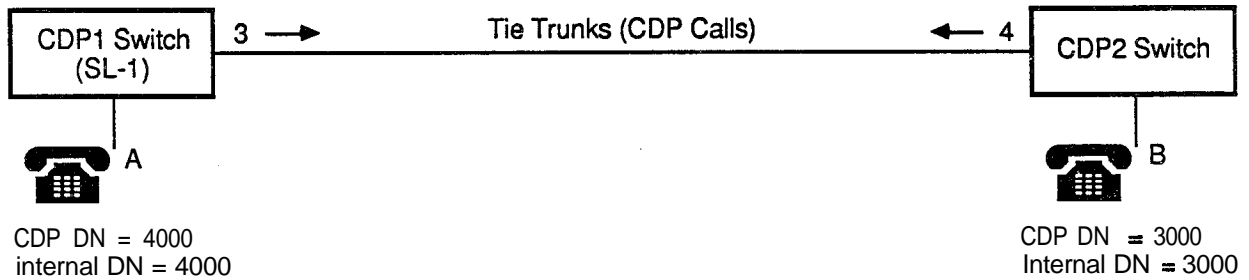 CDP1 Switch
(SL-1)
3
Tie Trunks (CDP Calls)
4
CDP2 Switch
A
B
CDP DN = 4000
internal DN = 4000
CDP DN = 3000
Internal DN = 3000